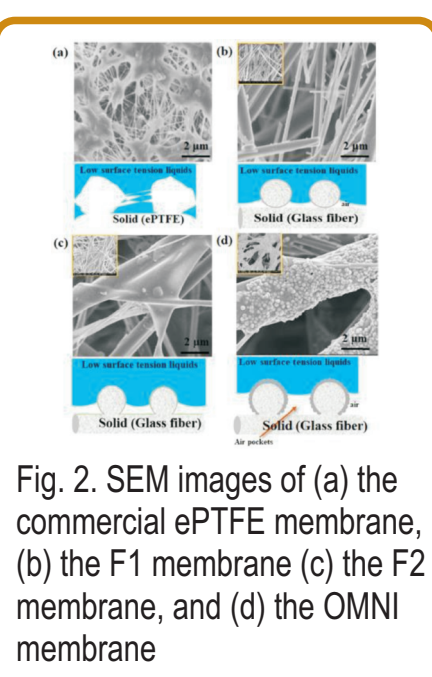 (a)
(b)
2 μm
2 μm
Low surface tension liquids
Low surface tension liquids
air
Solid (ePTFE)
Solid (Glass fiber)
(c)
(d)
2 μm
2 μm
Low surface tension liquids
Low surface tension liquids
air
Solid (Glass fiber)
Solid (Glass fiber)
Air pockets
Fig. 2. SEM images of (a) the
commercial ePTFE membrane,
(b) the F1 membrane (c) the F2
membrane, and (d) the OMNI
membrane